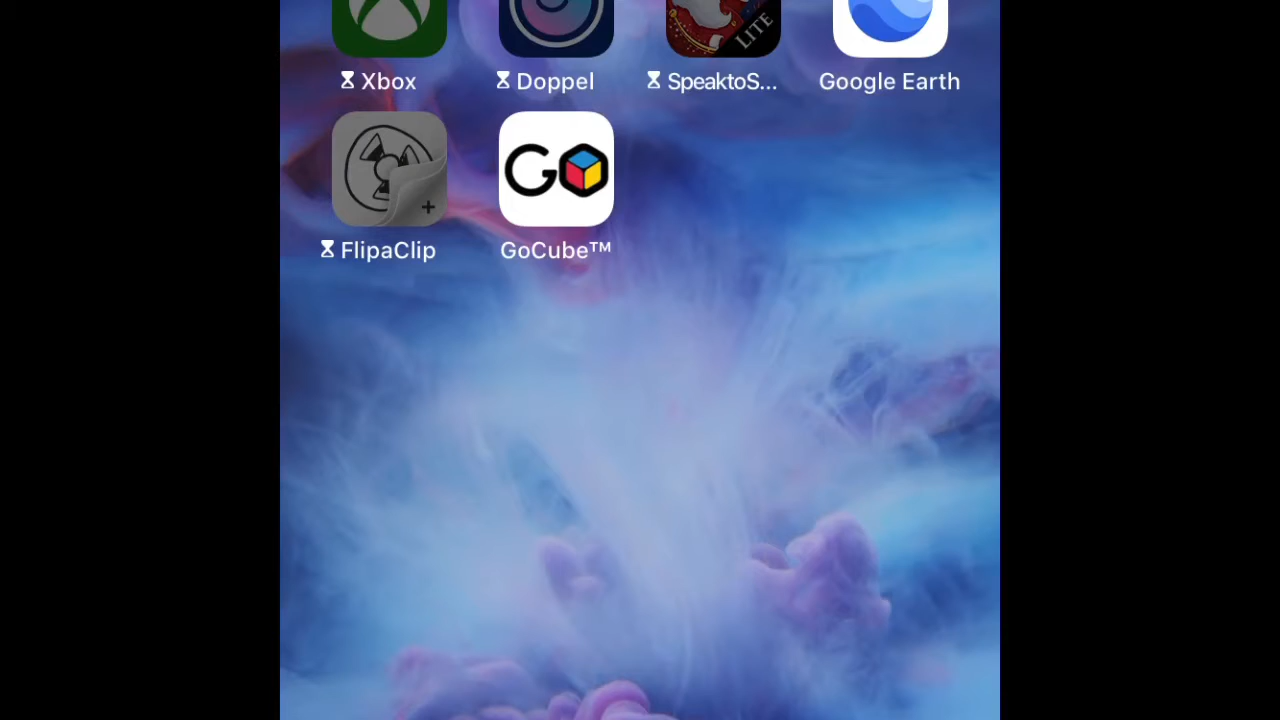 LITE
Xbox
Doppel
SpeaktoS...
Google Earth
GO
FlipaClip
GoCube™